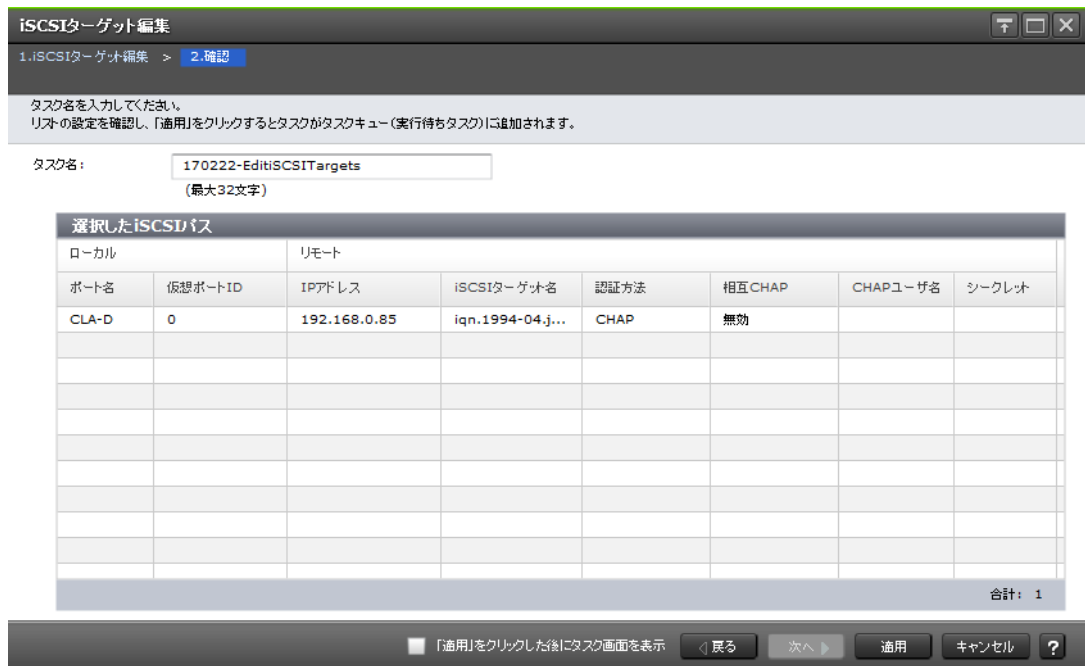 iSCSIターゲット編集
1.iSCSIターゲット編集 > 2.確認
タスク名を入力してください。
リストの設定を確認し、「適用」をクリックするとタスクがタスクキュー(実行待ちタスク)に追加されます。
タスク名: 170222-EditiSCSITargets
(最大32文字)
選択したiSCSIパス
ローカル リモート
ポート名 仮想ポートID IPアドレス iSCSIターゲット名 認証方法 相互CHAP CHAPユーザ名 シークレット
CLA-D 0 192.168.0.85 iqn.1994-04.j... CHAP 無効
合計: 1
「適用」をクリックした後にタスク画面を表示 戻る 次へ 適用 キャンセル ?